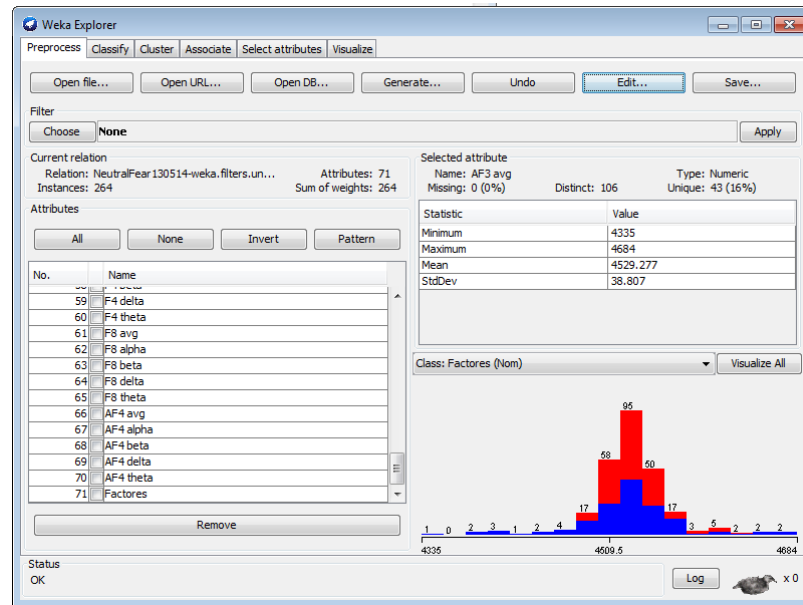 Weka Explorer
Preprocess Classify Cluster Associate Select attributes Visualize
Open file... Open URL... Open DB... Generate... Undo Edit... Save...
Filter
Choose None Apply
Current relation
Relation: NeutralFear130514-weka.filters.un... Attributes: 71
Instances: 264 Sum of weights: 264
Attributes
All None Invert Pattern
No. Name
59 F4 delta
60 F4 theta
61 F8 avg
62 F8 alpha
63 F8 beta
64 F8 delta
65 F8 theta
66 AF4 avg
67 AF4 alpha
68 AF4 beta
69 AF4 delta
70 AF4 theta
71 Factores
Remove
Selected attribute
Name: AF3 avg Type: Numeric
Missing: 0 (0%) Distinct: 106 Unique: 43 (16%)
Statistic Value
Minimum 4335
Maximum 4684
Mean 4529.277
StdDev 38.807
Class: Factores (Nom) Visualize All
1 0 2 3 1 2 4 17 58 95 50 17 3 5 2 2 2
4335 4509.5 4684
Status
OK
Log x 0